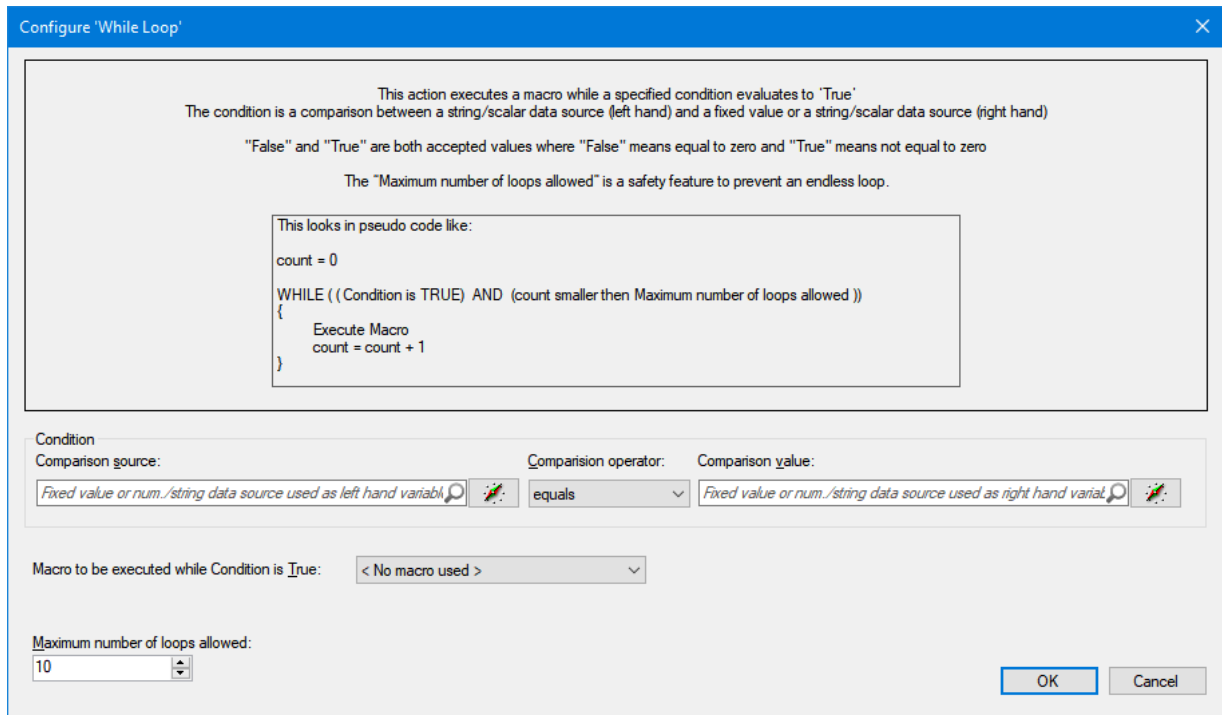 Configure 'While Loop'
This action executes a macro while a specified condition evaluates to 'True'
The condition is a comparison between a string/scalar data source (left hand) and a fixed value or a string/scalar data source (right hand)
"False" and "True" are both accepted values where "False" means equal to zero and "True" means not equal to zero
The "Maximum number of loops allowed" is a safety feature to prevent an endless loop.
This looks in pseudo code like:
count = 0
WHILE ( ( Condition is TRUE) AND (count smaller then Maximum number of loops allowed ))
{
Execute Macro
count = count + 1
}
Condition
Comparison source: Comparision operator: Comparison value:
Fixed value or num./string data source used as left hand equals Fixed value or num./string data source used as right hand
Macro to be executed while Condition is True: < No macro used >
Maximum number of loops allowed:
10
OK Cancel